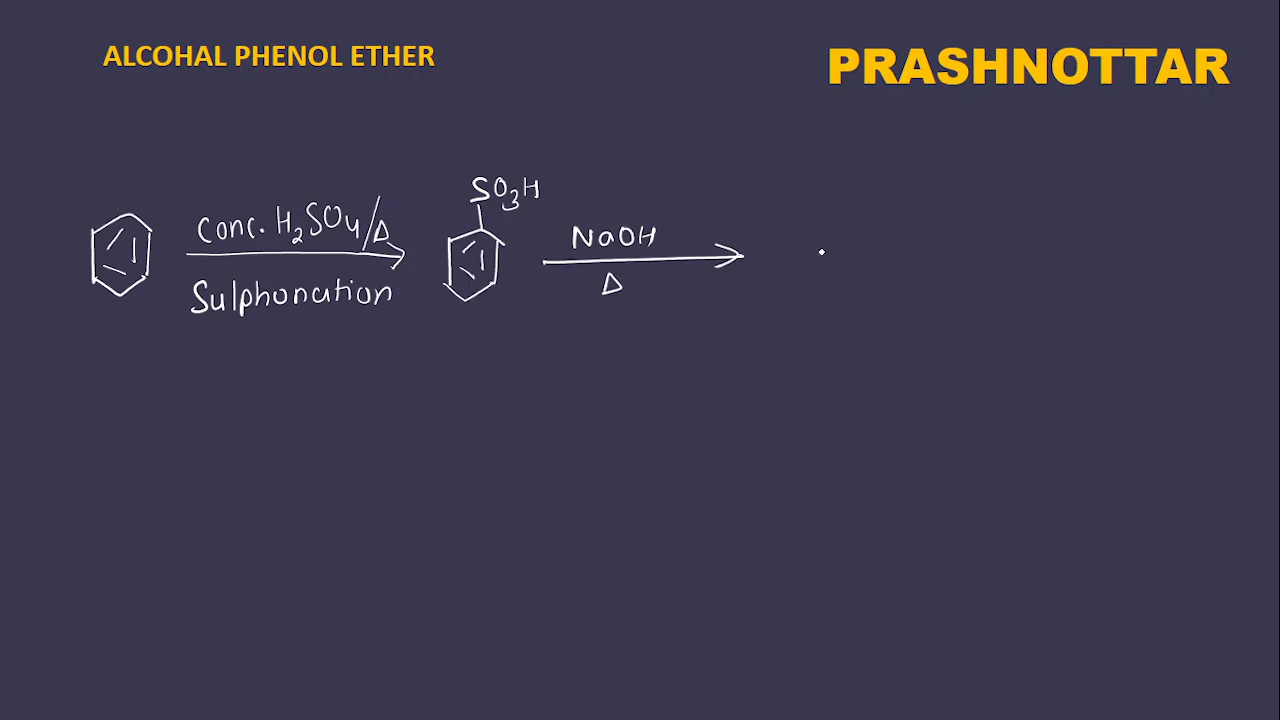 ALCOHAL PHENOL ETHER
PRASHNOTTAR
SO3H
Conc. H2SO4/Δ
NaOH
Δ
Sulphonation